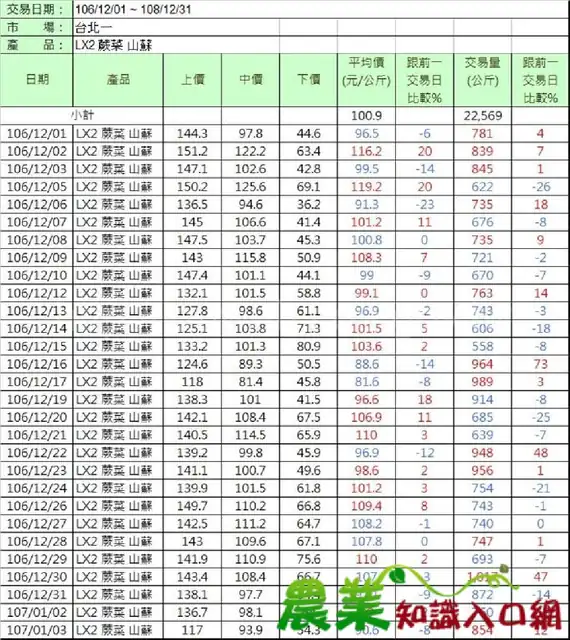 交易日期： 106/12/01 ~ 108/12/31
市 場： 台北一
產 品： LX2 蕨菜 山蘇
日期 產品 上價 中價 下價 平均價(元/公斤) 跟前一交易日比較% 交易量(公斤) 跟前一交易日比較%
小計 100.9 22,569
106/12/01 LX2 蕨菜 山蘇 144.3 97.8 44.6 96.5 -6 781 4
106/12/02 LX2 蕨菜 山蘇 151.2 122.2 63.4 116.2 20 839 7
106/12/03 LX2 蕨菜 山蘇 147.1 102.6 42.8 99.5 -14 845 1
106/12/05 LX2 蕨菜 山蘇 150.2 125.6 69.1 119.2 20 622 -26
106/12/06 LX2 蕨菜 山蘇 136.5 94.6 36.2 91.3 -23 735 18
106/12/07 LX2 蕨菜 山蘇 145 106.6 41.4 101.2 11 676 -8
106/12/08 LX2 蕨菜 山蘇 147.5 103.7 45.3 100.8 0 735 9
106/12/09 LX2 蕨菜 山蘇 143 115.8 50.9 108.3 7 721 -2
106/12/10 LX2 蕨菜 山蘇 147.4 101.1 44.1 99 -9 670 -7
106/12/12 LX2 蕨菜 山蘇 132.1 101.5 58.8 99.1 0 763 14
106/12/13 LX2 蕨菜 山蘇 127.8 98.6 61.1 96.9 -2 743 -3
106/12/14 LX2 蕨菜 山蘇 125.1 103.8 71.3 101.5 5 606 -18
106/12/15 LX2 蕨菜 山蘇 133.2 101.3 80.9 103.6 2 558 -8
106/12/16 LX2 蕨菜 山蘇 124.6 89.3 50.5 88.6 -14 964 73
106/12/17 LX2 蕨菜 山蘇 118 81.4 45.8 81.6 -8 989 3
106/12/19 LX2 蕨菜 山蘇 138.3 101 41.5 96.6 18 914 -8
106/12/20 LX2 蕨菜 山蘇 142.1 108.4 67.5 106.9 11 685 -25
106/12/21 LX2 蕨菜 山蘇 140.5 114.5 65.9 110 3 639 -7
106/12/22 LX2 蕨菜 山蘇 139.2 99.8 45.9 96.9 -12 948 48
106/12/23 LX2 蕨菜 山蘇 141.1 100.7 49.6 98.6 2 956 1
106/12/24 LX2 蕨菜 山蘇 139.9 101.5 61.8 101.2 3 754 -21
106/12/26 LX2 蕨菜 山蘇 149.7 110.2 66.8 109.4 8 743 -1
106/12/27 LX2 蕨菜 山蘇 142.5 111.2 64.7 108.2 -1 740 0
106/12/28 LX2 蕨菜 山蘇 143 109.6 67.1 107.8 0 747 1
106/12/29 LX2 蕨菜 山蘇 141.9 110.9 75.6 110 2 693 -7
106/12/30 LX2 蕨菜 山蘇 143.4 108.4 66.7 107 47
106/12/31 LX2 蕨菜 山蘇 138.1 97.7 -9 872 -14
107/01/02 LX2 蕨菜 山蘇 136.7 98.1
107/01/03 LX2 蕨菜 山蘇 117 93.9 54.3 90.6 -8 854
農業知識入口網